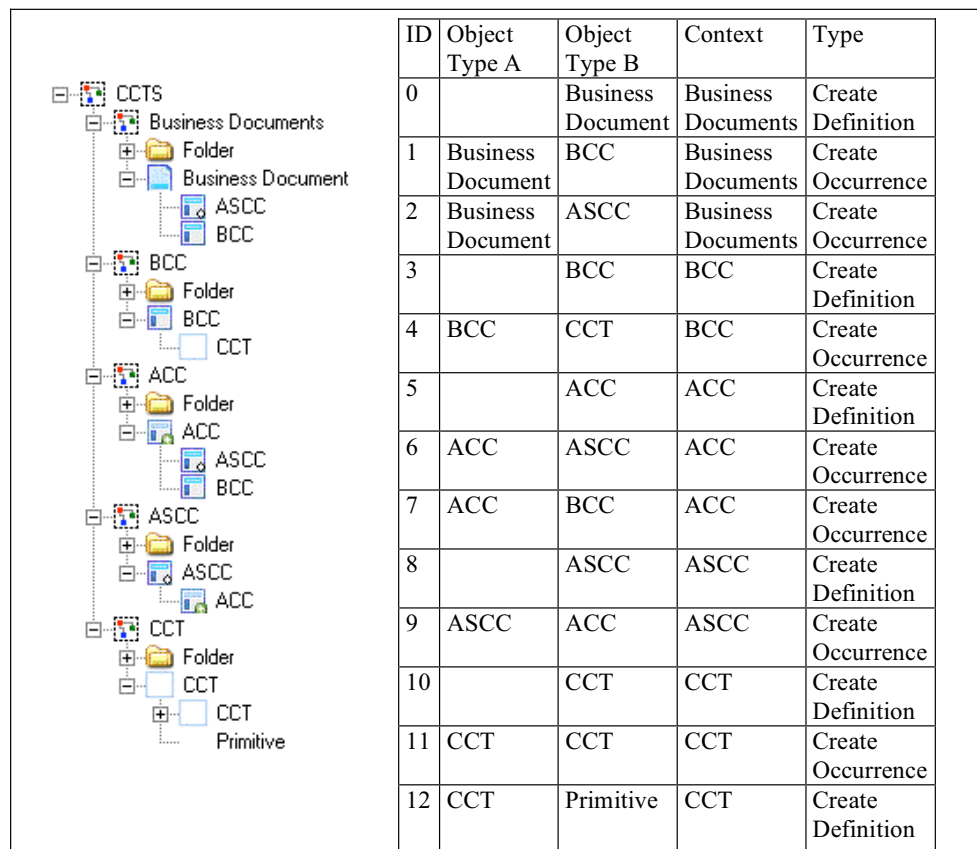 CCTS
Business Documents
Folder
Business Document
ASCC
BCC
BCC
Folder
BCC
CCT
ACC
Folder
ACC
ASCC
BCC
ASCC
Folder
ASCC
ACC
CCT
Folder
CCT
CCT
Primitive
ID Object Object Context Type
Type A Type B
0 Business Business Create
Document Documents Definition
1 Business BCC Business Create
Document Documents Occurrence
2 Business ASCC Business Create
Document Documents Occurrence
3 BCC BCC Create
Definition
4 BCC CCT BCC Create
Occurrence
5 ACC ACC Create
Definition
6 ACC ASCC ACC Create
Occurrence
7 ACC BCC ACC Create
Occurrence
8 ASCC ASCC Create
Definition
9 ASCC ACC ASCC Create
Occurrence
10 CCT CCT Create
Definition
11 CCT CCT CCT Create
Occurrence
12 CCT Primitive CCT Create
Definition